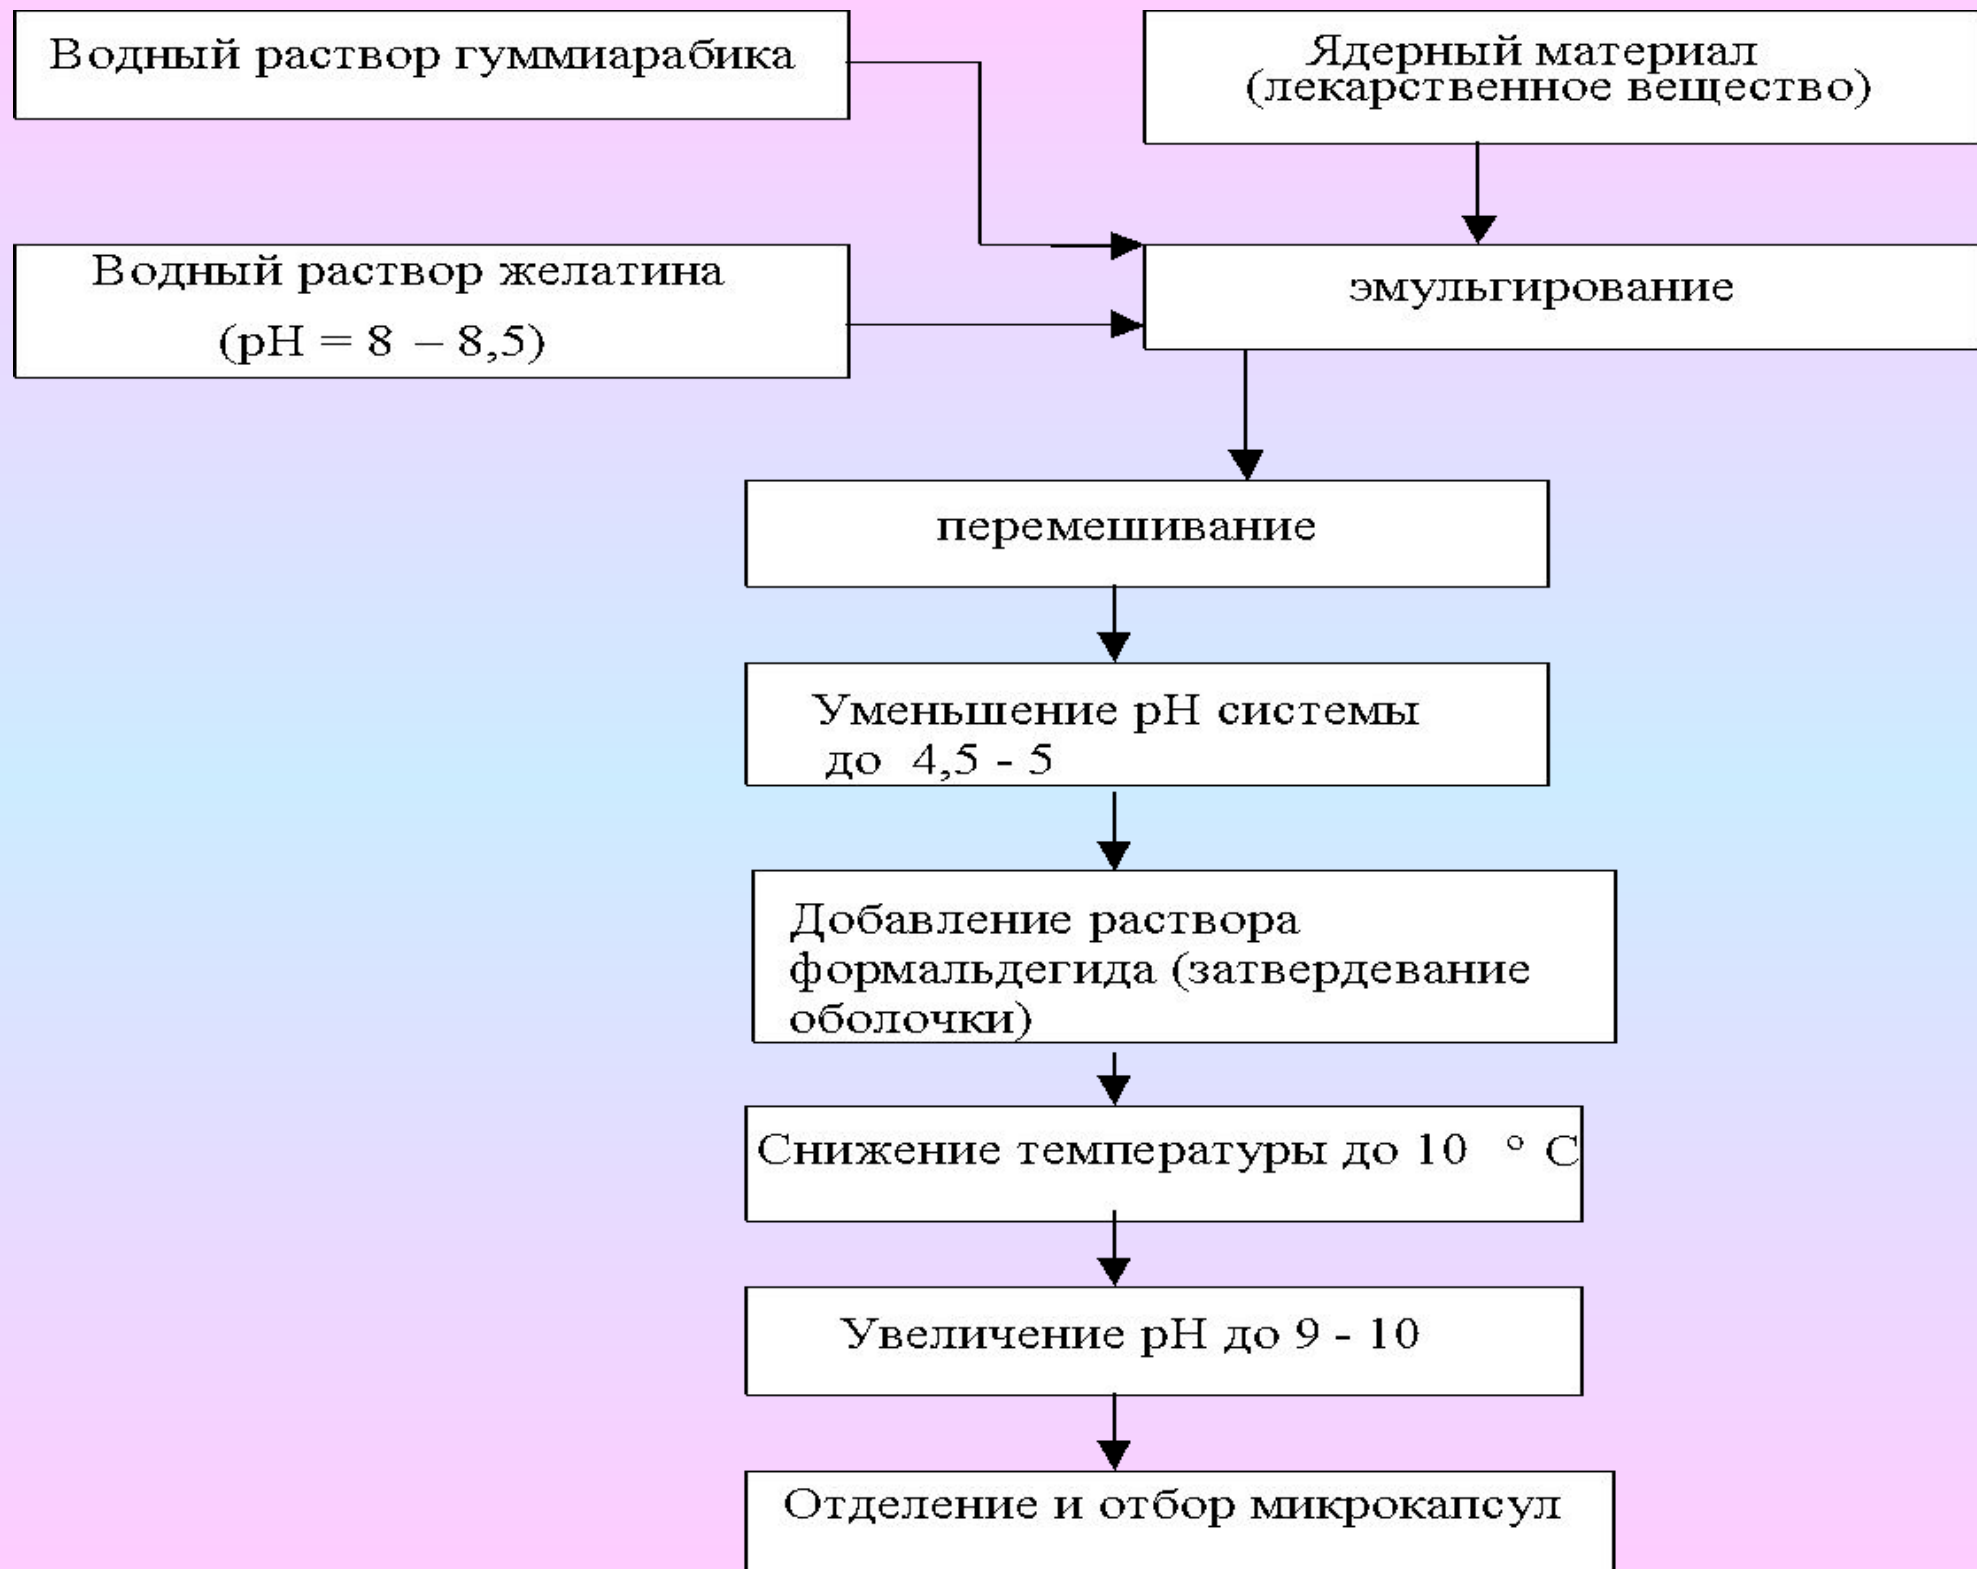 Водный раствор гуммиарабика
Ядерный материал
(лекарственное вещество)
Водный раствор желатина
(pH = 8 – 8,5)
эмульгирование
перемешивание
Уменьшение pH системы
до 4,5 - 5
Добавление раствора
формальдегида (затвердевание
оболочки)
Снижение температуры до 10 ° С
Увеличение pH до 9 - 10
Отделение и отбор микрокапсул